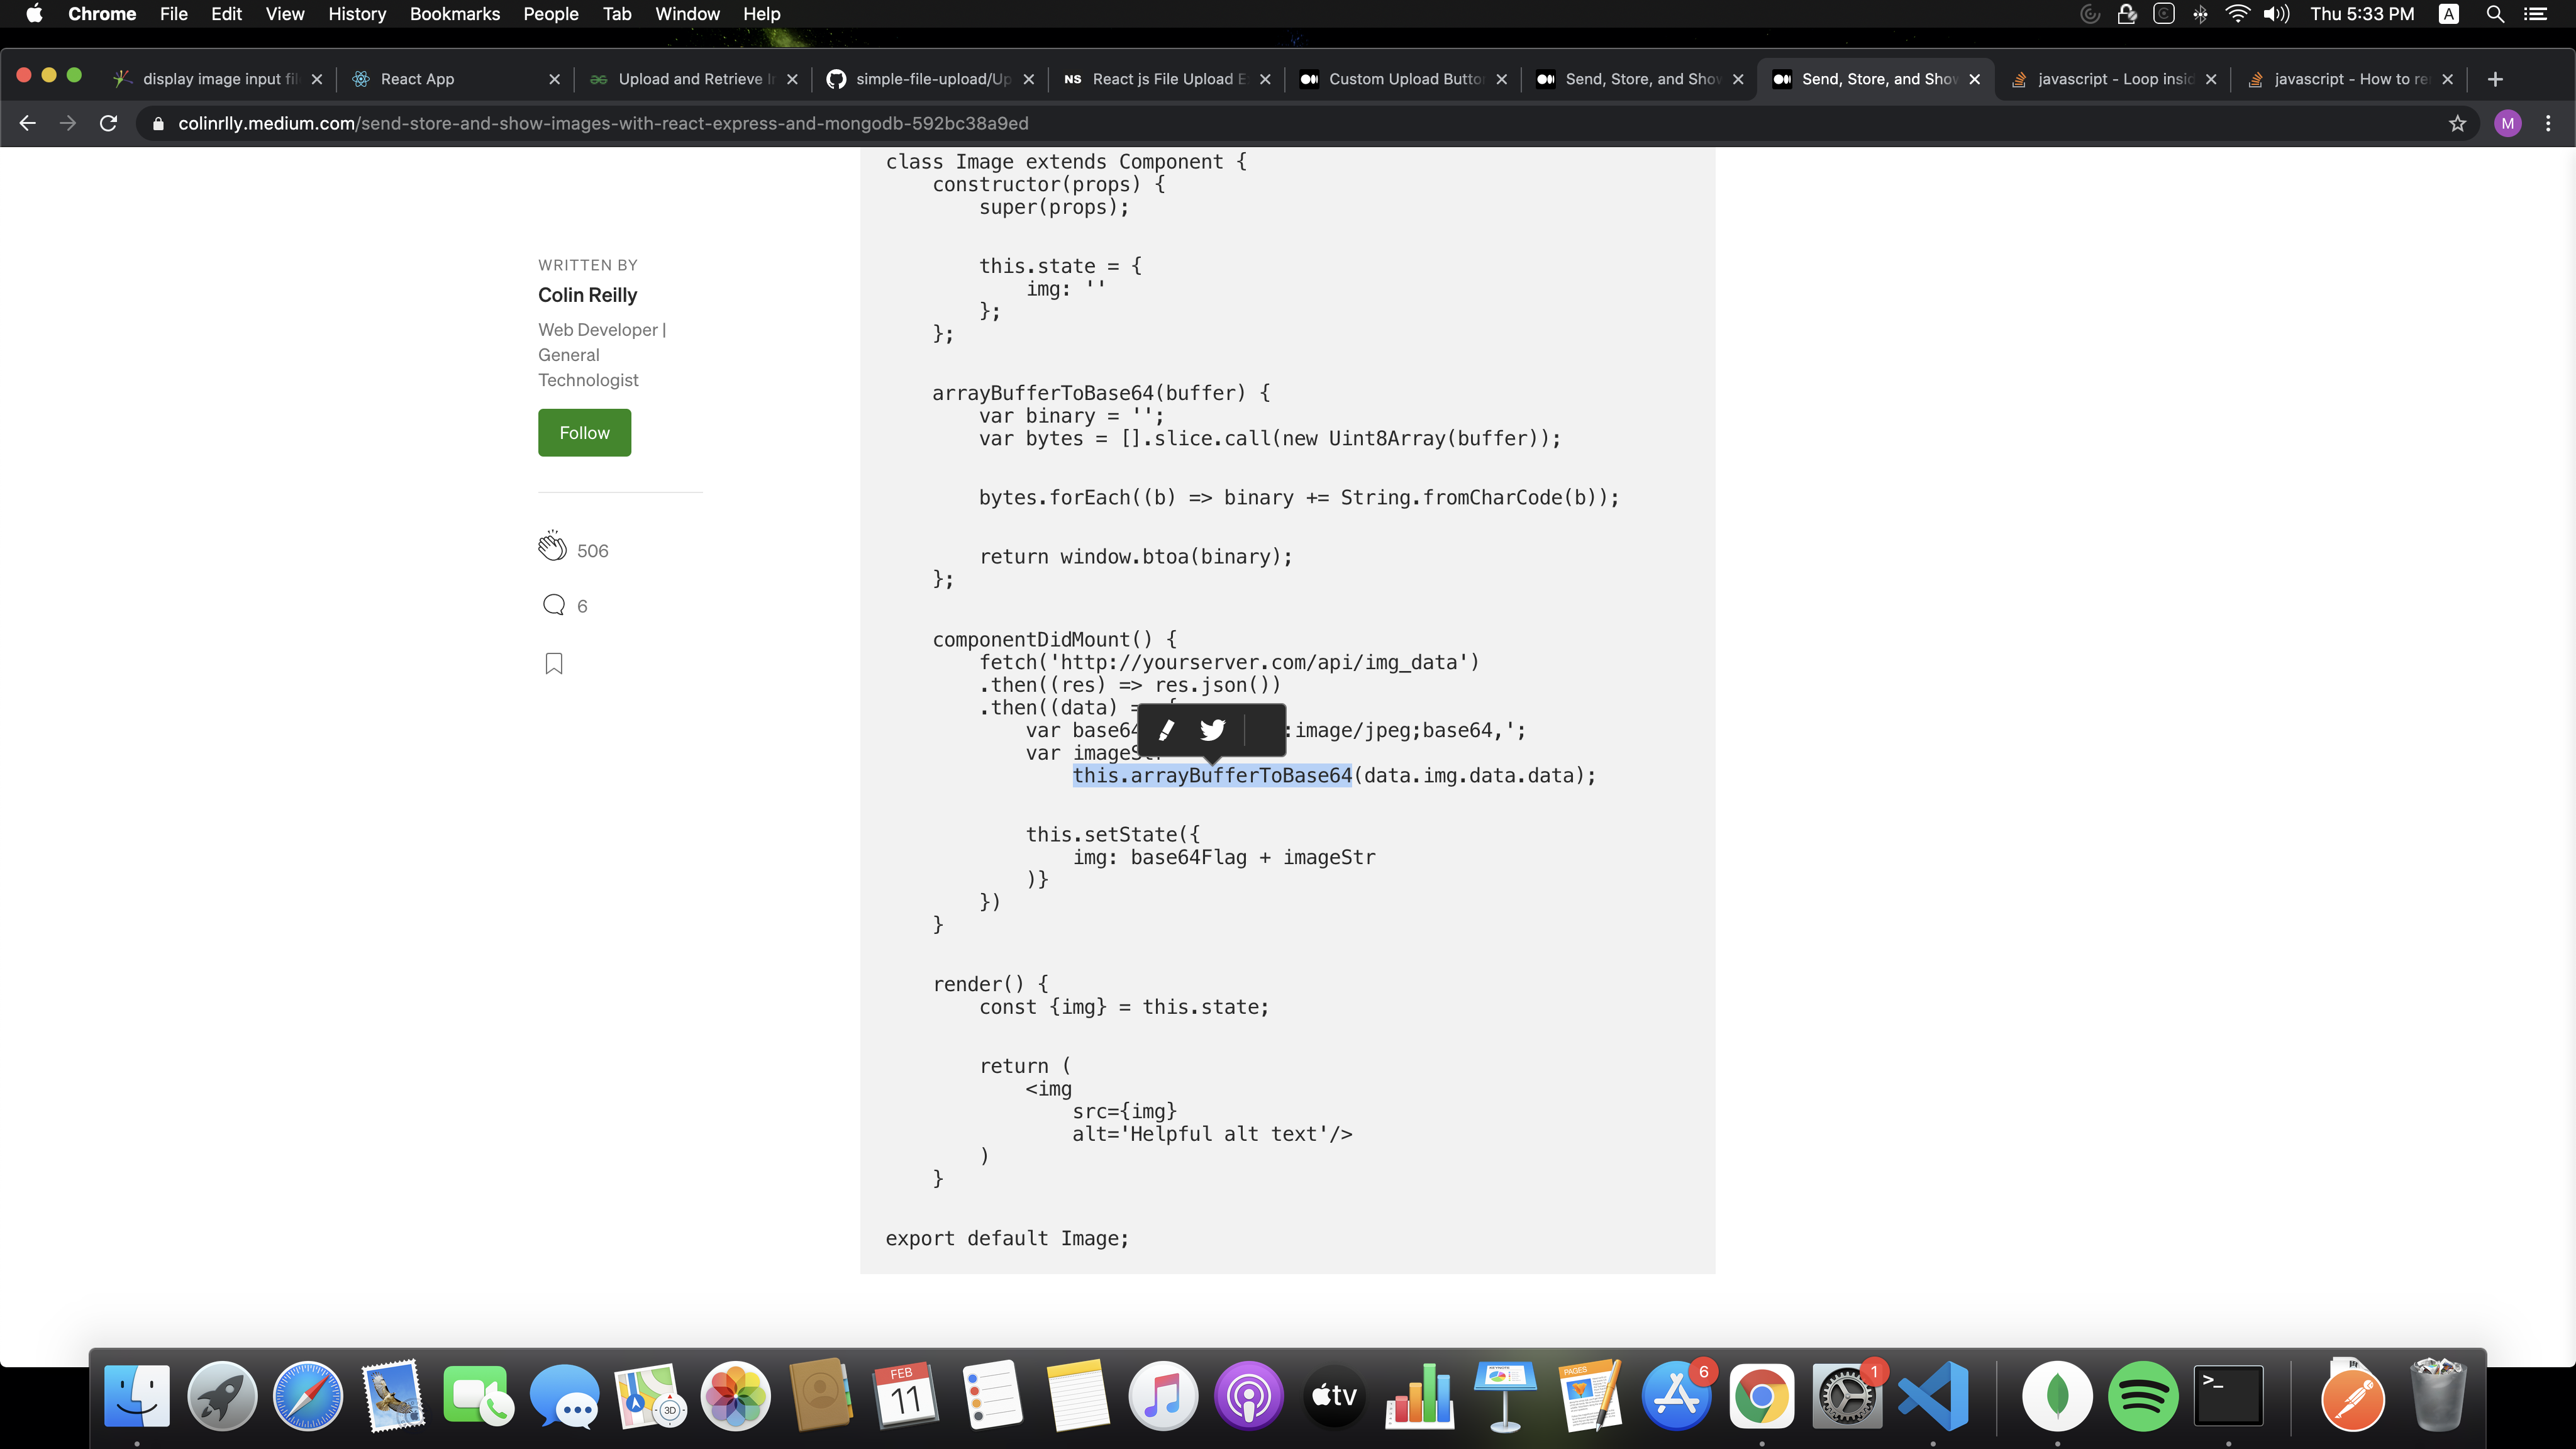 Chrome File Edit View History Bookmarks People Tab Window Help
Thu 5:33 PM A
display image input fil
React App
Upload and Retrieve I
simple-file-upload/Up
NS React js File Upload E
Custom Upload Butto
Send, Store, and Sho
Send, Store, and Sho
javascript - Loop insi
javascript - How to re
colinrlly.medium.com/send-store-and-show-images-with-react-express-and-mongodb-592bc38a9ed
M
WRITTEN BY
Colin Reilly
Web Developer |
General
Technologist
Follow
506
6
class Image extends Component {
constructor(props) {
super(props);
this.state = {
img: ''
};
};
arrayBufferToBase64(buffer) {
var binary = '';
var bytes = [].slice.call(new Uint8Array(buffer));
bytes.forEach((b) => binary += String.fromCharCode(b));
return window.btoa(binary);
};
componentDidMount() {
fetch('http://yourserver.com/api/img_data')
.then((res) => res.json())
.then((data) =
var base64 :image/jpeg;base64,';
var imageStr
this.arrayBufferToBase64(data.img.data.data);
this.setState({
img: base64Flag + imageStr
)}
})
}
render() {
const {img} = this.state;
return (
<img
src={img}
alt='Helpful alt text'/>
)
}
export default Image;
FEB
11
3D
tv
PAGES
6
1
>_